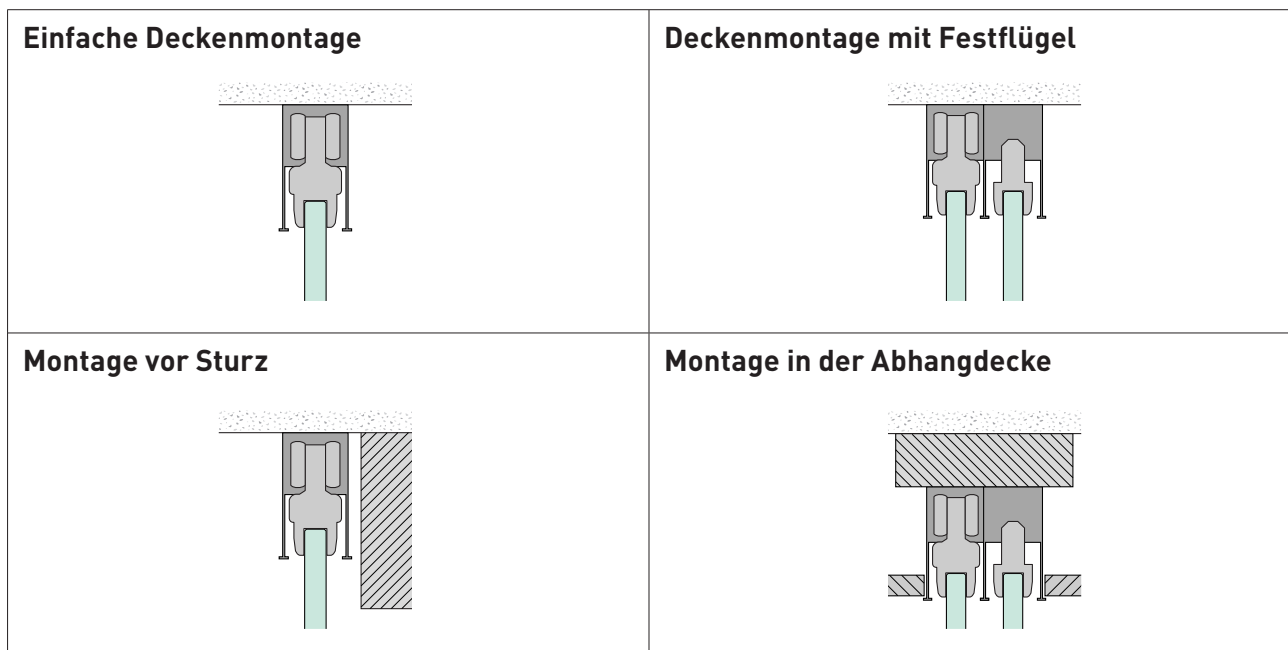 Einfache Deckenmontage
Deckenmontage mit Festflügel
Montage vor Sturz
Montage in der Abhangdecke